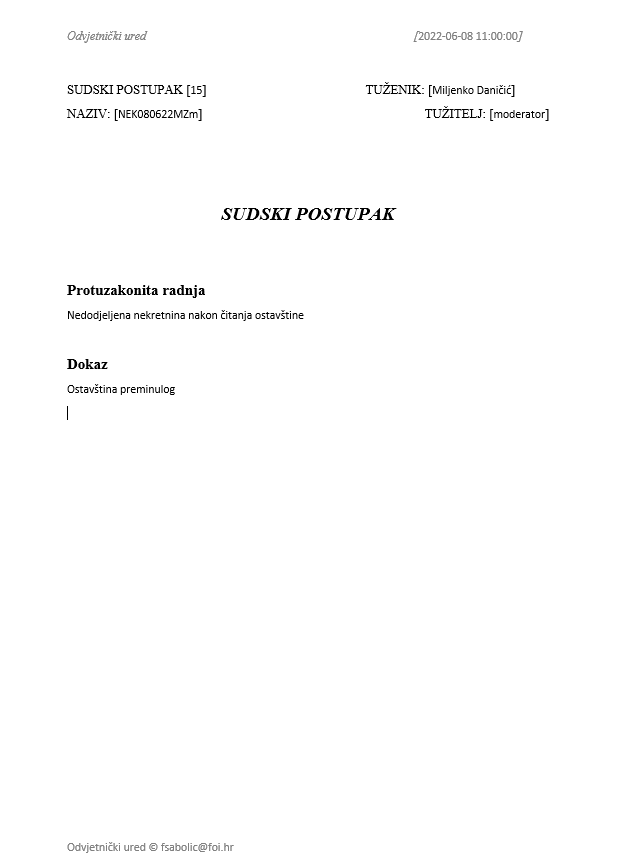 Odvjetnički ured [2022-06-08 11:00:00]
SUDSKI POSTUPAK [15] TUŽENIK: [Miljenko Daničić]
NAZIV: [NEK080622MZm] TUŽITELJ: [moderator]
SUDSKI POSTUPAK
Protuzakonita radnja
Nedodjeljena nekretnina nakon čitanja ostavštine
Dokaz
Ostavština preminulog
Odvjetnički ured © fsabolic@foi.hr